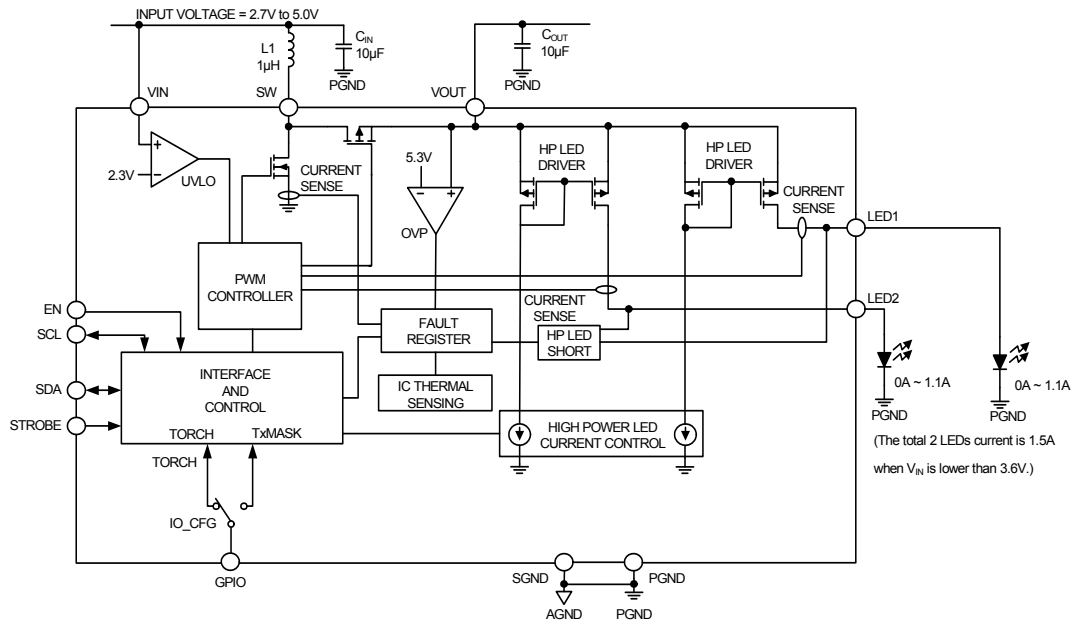 INPUT VOLTAGE = 2.7V to 5.0V
L1
1µH
CIN
10µF
PGND
COUT
10µF
PGND
VIN
SW
VOUT
2.3V
UVLO
CURRENT
SENSE
5.3V
OVP
HP LED
DRIVER
HP LED
DRIVER
CURRENT
SENSE
LED1
PWM
CONTROLLER
CURRENT
SENSE
LED2
EN
SCL
SDA
STROBE
FAULT
REGISTER
HP LED
SHORT
IC THERMAL
SENSING
INTERFACE
AND
CONTROL
TORCH
TxMASK
HIGH POWER LED
CURRENT CONTROL
0A ~ 1.1A
PGND
0A ~ 1.1A
PGND
(The total 2 LEDs current is 1.5A
when VIN is lower than 3.6V.)
TORCH
IO_CFG
GPIO
SGND
PGND
AGND
PGND